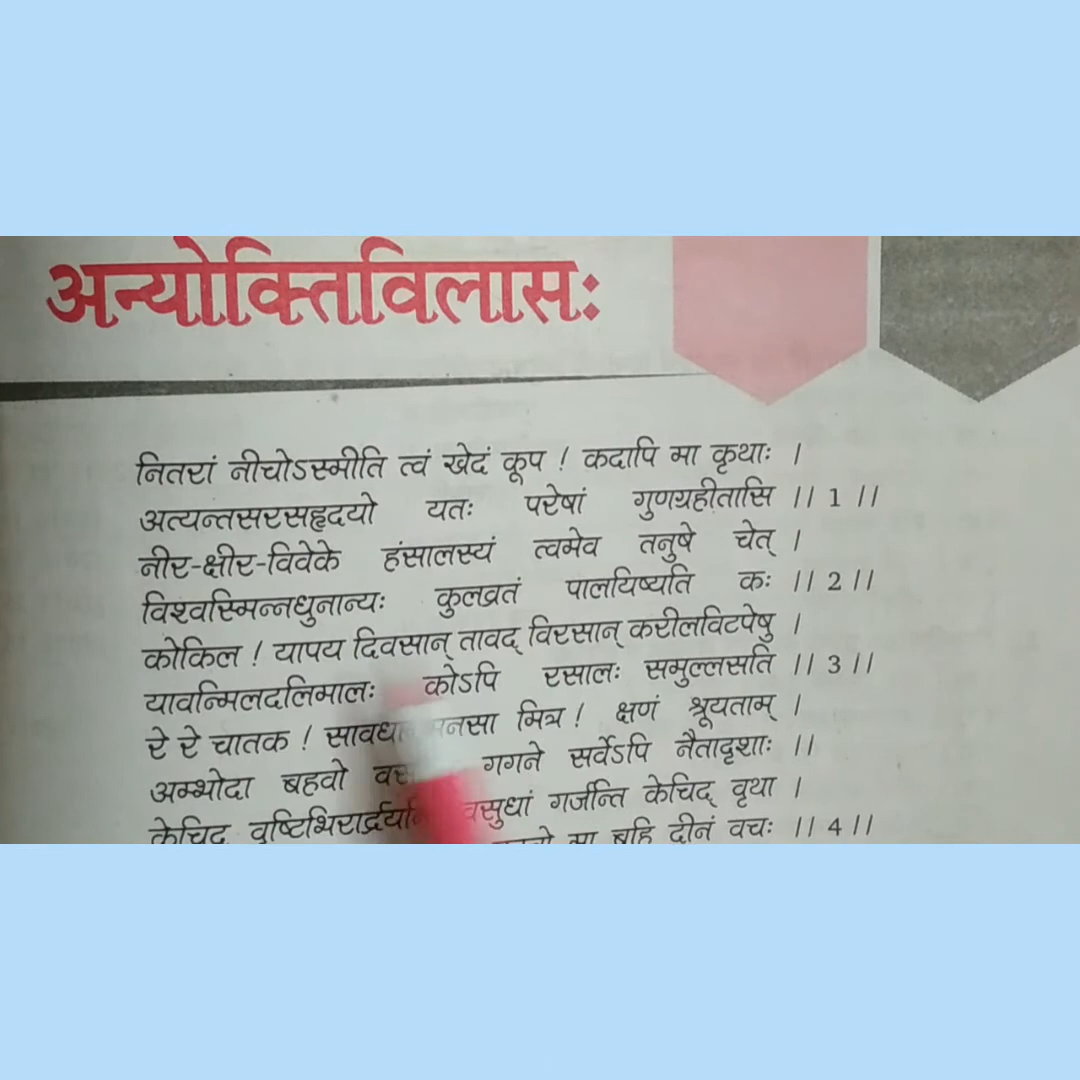 अन्योक्तिविलासः
नितरां नीचोऽस्मीति त्वं खेदं कूप ! कदापि मा कृथाः ।
अत्यन्तसरसहृदयो यतः परेषां गुणग्रहीतासि ।। 1 ।।
नीर-क्षीर-विवेके हंसालस्यं त्वमेव तनुषे चेत् ।
विश्वस्मिन्नधुनान्यः कुलव्रतं पालयिष्यति कः ।। 2 ।।
कोकिल ! यापय दिवसान् तावद् विरसान् करीलविटपेषु ।
यावन्मिलदलिमालः कोऽपि रसालः समुल्लसति ।। 3 ।।
रे रे चातक ! मित्र ! क्षणं श्रूयताम् ।
अम्भोदा बहवो गगने सर्वेऽपि नैतादृशाः ।।
केचिद् वसुधां गर्जन्ति केचिद् वृथा ।
मा ब्रूहि दीनं वचः ।। 4 ।।